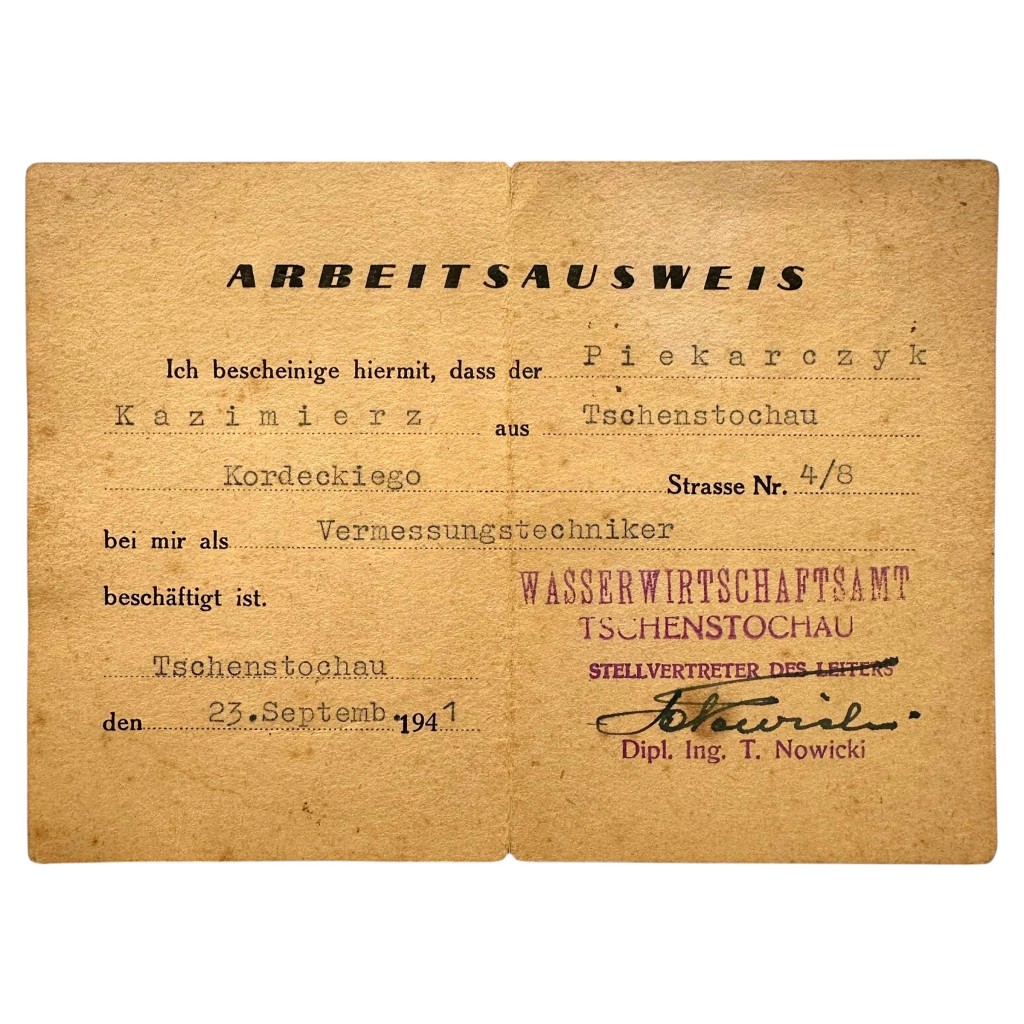 ARBEITSAUSWEIS
Ich bescheinige hiermit, dass der Piekarczyk
Kazimierz aus Tschenstochau
Kordeckiego Strasse Nr. 4/8
bei mir als Vermessungstechniker
beschäftigt ist.
WASSERWIRTSCHAFTSAMT
TSCHENSTOCHAU
Tschenstochau
STELLVERTRETER DES LEITERS
den 23.Septemb.1941
TNowicki
Dipl. Ing. T. Nowicki